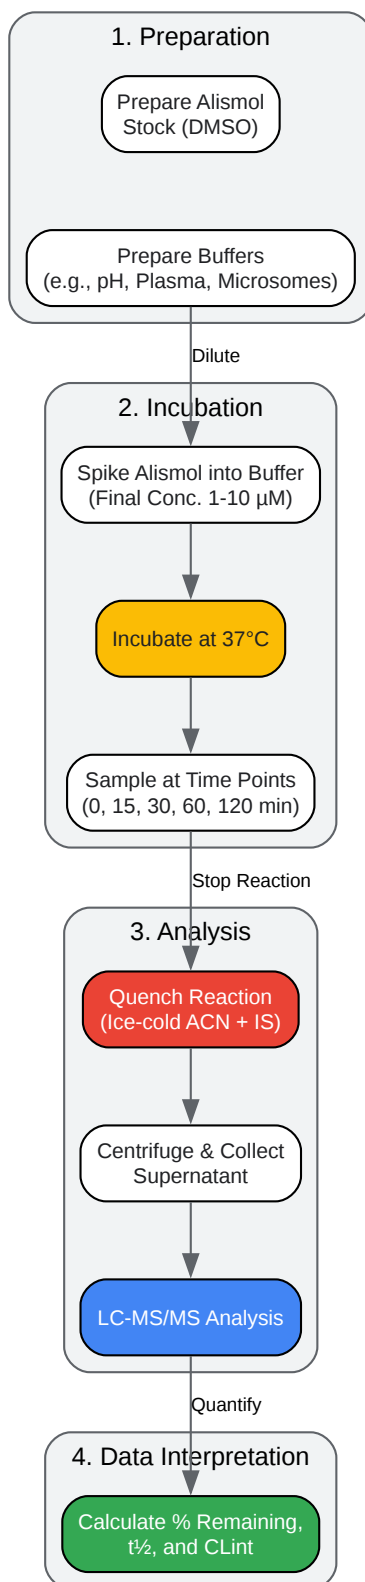 1. Preparation
Prepare Alismol
Stock (DMSO)
Prepare Buffers
(e.g., pH, Plasma, Microsomes)
Dilute
2. Incubation
Spike Alismol into Buffer
(Final Conc. 1-10 µM)
Incubate at 37°C
Sample at Time Points
(0, 15, 30, 60, 120 min)
Stop Reaction
3. Analysis
Quench Reaction
(Ice-cold ACN + IS)
Centrifuge & Collect
Supernatant
LC-MS/MS Analysis
Quantify
4. Data Interpretation
Calculate % Remaining,
t½, and CLint